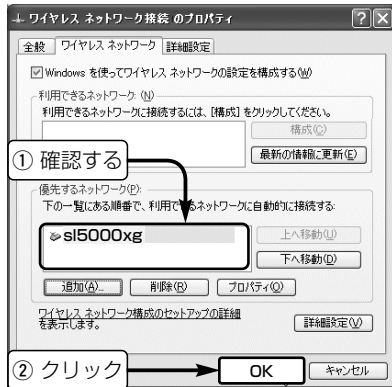 ワイヤレス ネットワーク接続 のプロパティ
全般 ワイヤレス ネットワーク 詳細設定
Windows を使ってワイヤレス ネットワークの設定を構成する(W)
利用できるネットワーク: (N)
利用できるネットワークに接続するには、[構成] をクリックしてください。
構成(C)
最新の情報に更新(E)
① 確認する
優先するネットワーク(P):
下の一覧にある順番で、利用できるネットワークに自動的に接続する:
sl5000xg
上へ移動(U)
下へ移動(D)
追加(A)... 削除(R) プロパティ(O)
ワイヤレス ネットワーク構成のセットアップの詳細
を表示します。
詳細設定(V)
② クリック
OK キャンセル